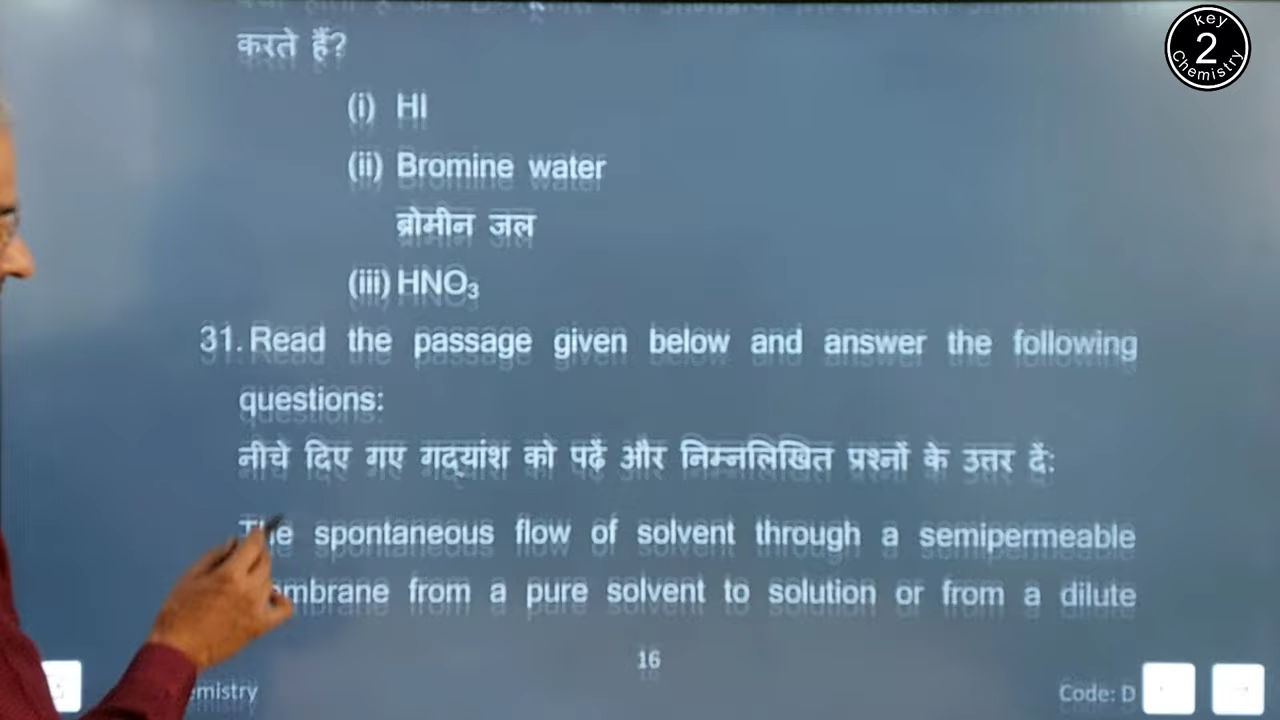 key
2
Chemistry
करते हैं?
(i) HI
(ii) Bromine water
ब्रोमीन जल
(iii) HNO₃
31. Read the passage given below and answer the following
questions:
नीचे दिए गए गद्यांश को पढ़ें और निम्नलिखित प्रश्नों के उत्तर दें:
The spontaneous flow of solvent through a semipermeable
from a pure solvent to solution or from a dilute
16
Code: D